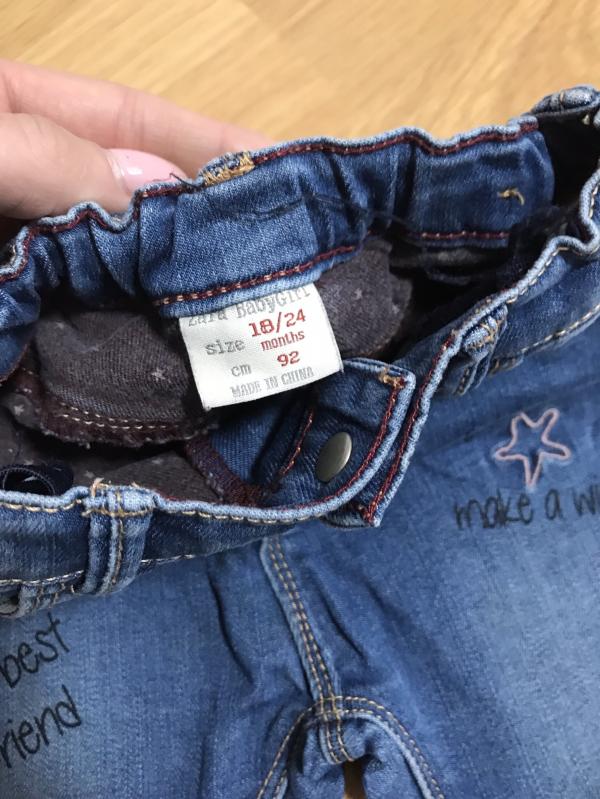 Zara BabyGirl
size 18/24 months
cm 92
MADE IN CHINA
make a wi
best
riend